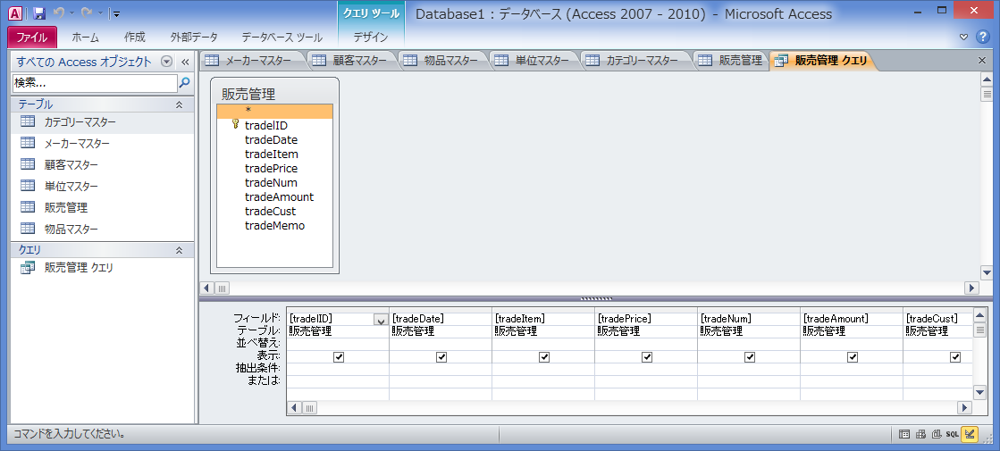 クエリ ツール
Database1 : データベース (Access 2007 - 2010) - Microsoft Access
ファイル ホーム 作成 外部データ データベース ツール デザイン
すべての Access オブジェクト
メーカーマスター 顧客マスター 物品マスター 単位マスター カテゴリーマスター 販売管理 販売管理 クエリ
検索...
テーブル
カテゴリーマスター
メーカーマスター
顧客マスター
単位マスター
販売管理
物品マスター
クエリ
販売管理 クエリ
販売管理
*
tradeIID
tradeDate
tradeItem
tradePrice
tradeNum
tradeAmount
tradeCust
tradeMemo
フィールド: [tradeIID] [tradeDate] [tradeItem] [tradePrice] [tradeNum] [tradeAmount] [tradeCust]
テーブル: 販売管理 販売管理 販売管理 販売管理 販売管理 販売管理 販売管理
並べ替え:
表示:
抽出条件:
または:
コマンドを入力してください。
SQL